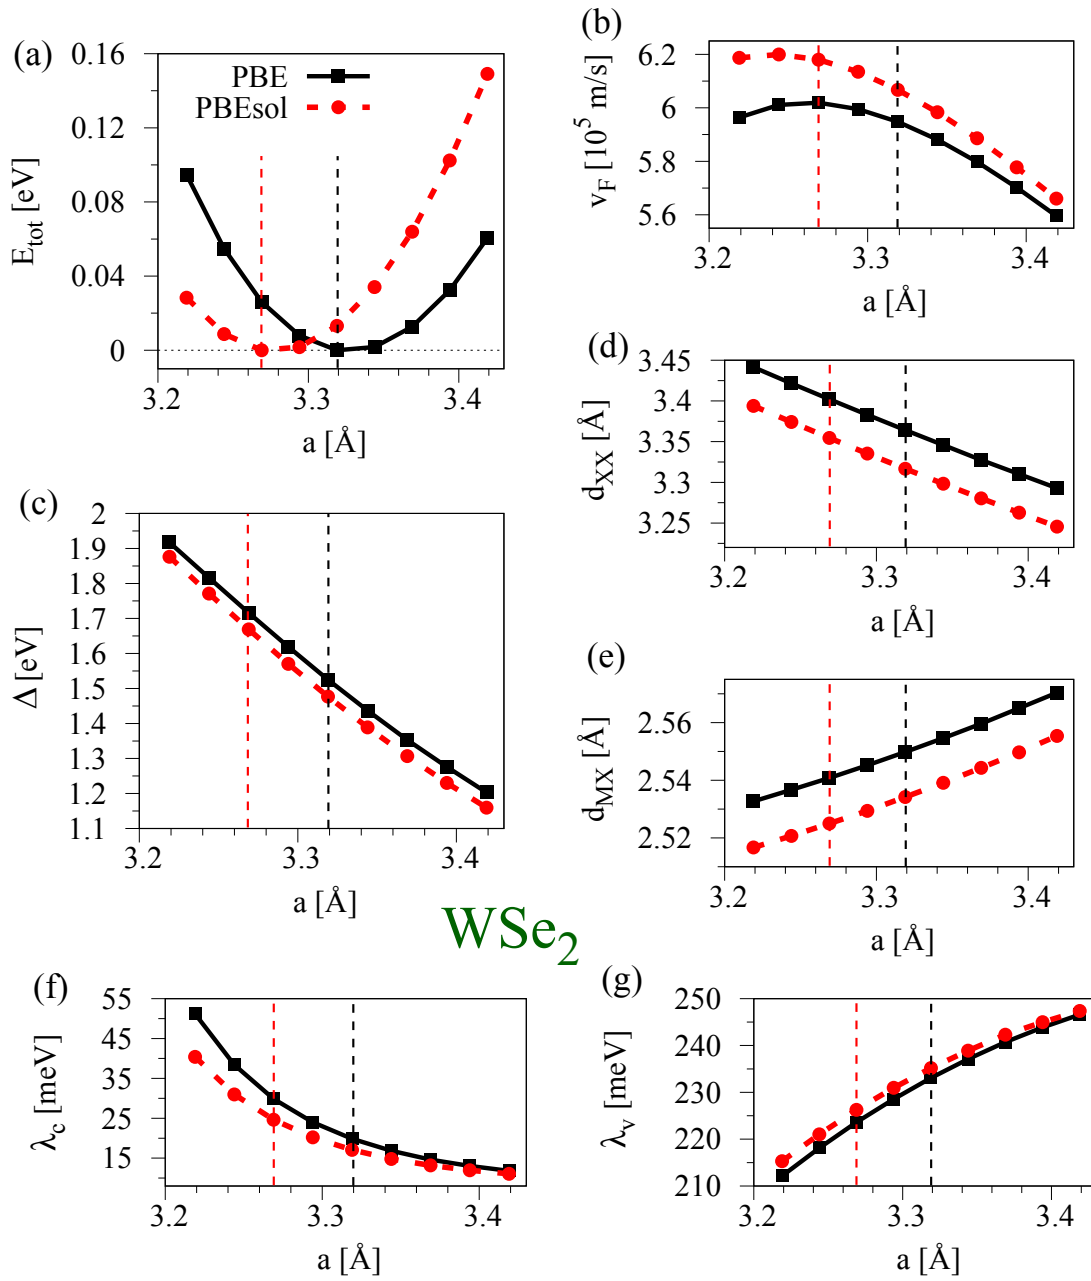 (a)
E_tot [eV]
0.16
0.12
0.08
0.04
0
PBE
PBEsol
3.2 3.3 3.4
a [Å]
(b)
v_F [10^5 m/s]
6.2
6
5.8
5.6
3.2 3.3 3.4
a [Å]
(c)
Δ [eV]
2
1.9
1.8
1.7
1.6
1.5
1.4
1.3
1.2
1.1
3.2 3.3 3.4
a [Å]
(d)
d_XX [Å]
3.45
3.4
3.35
3.3
3.25
3.2 3.3 3.4
a [Å]
(e)
d_MX [Å]
2.56
2.54
2.52
3.2 3.3 3.4
a [Å]
WSe₂
(f)
λ_c [meV]
55
45
35
25
15
3.2 3.3 3.4
a [Å]
(g)
λ_v [meV]
250
240
230
220
210
3.2 3.3 3.4
a [Å]